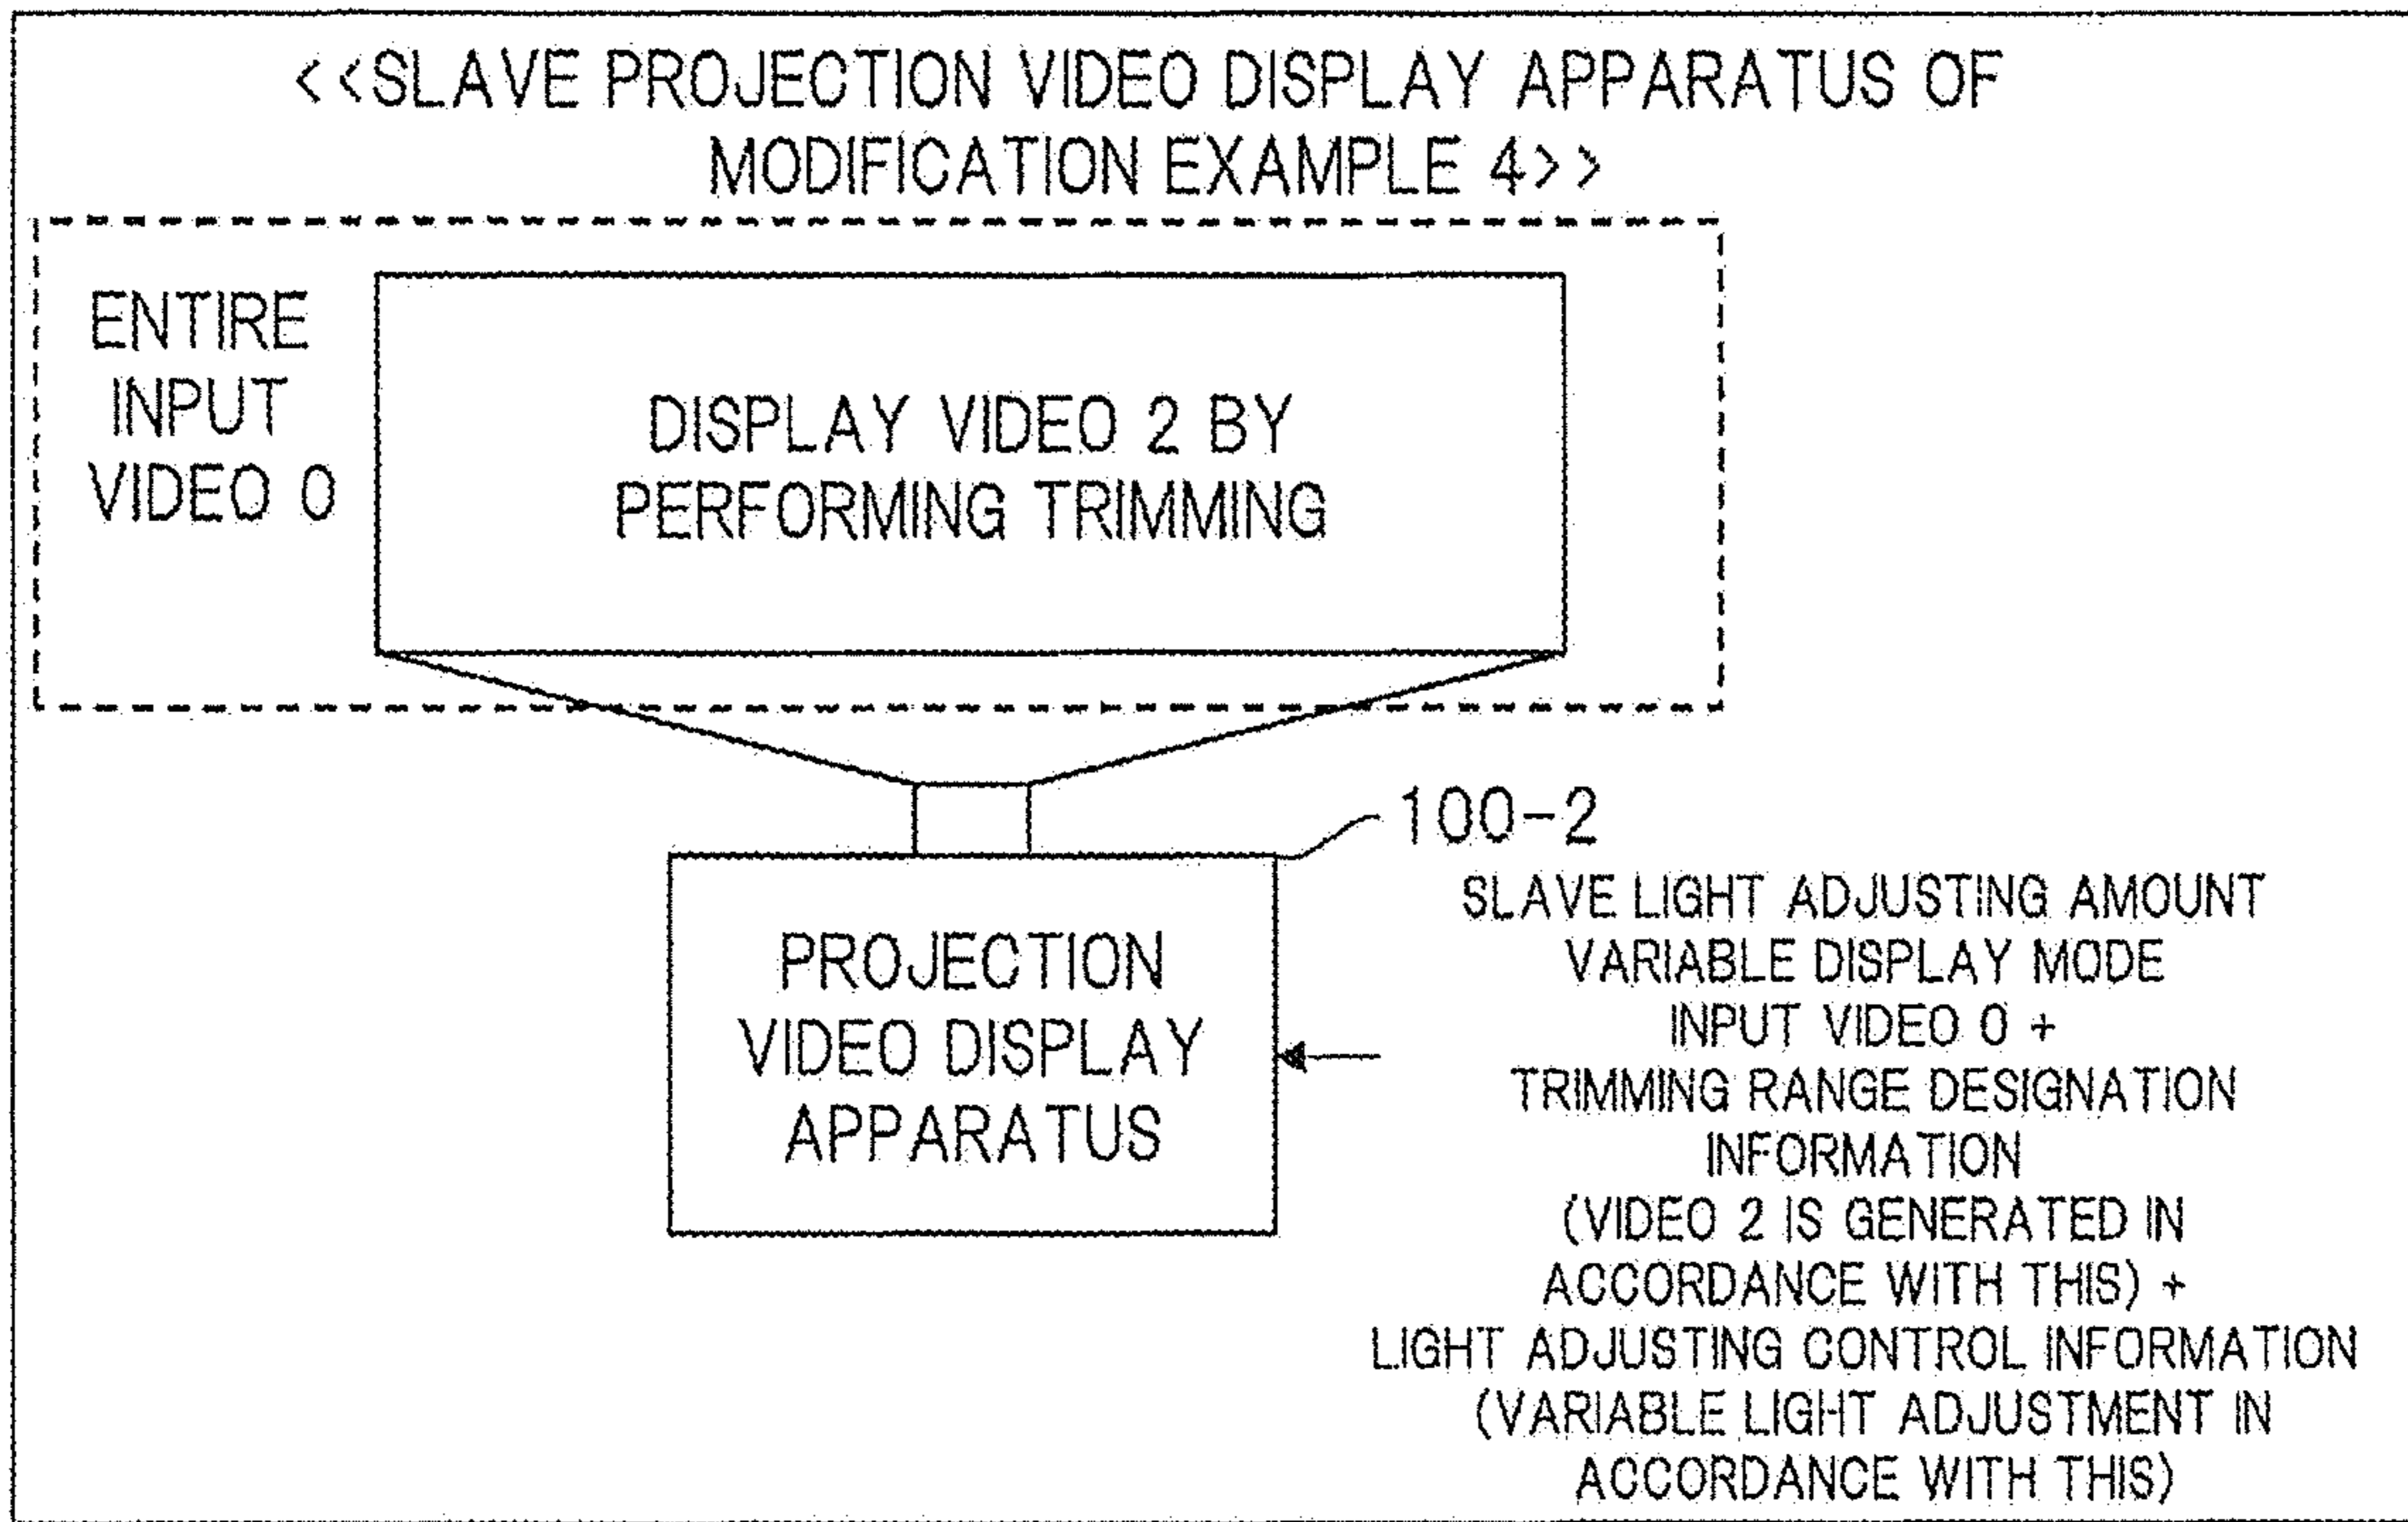 <<SLAVE PROJECTION VIDEO DISPLAY APPARATUS OF
MODIFICATION EXAMPLE 4>>
ENTIRE
INPUT
VIDEO 0
DISPLAY VIDEO 2 BY
PERFORMING TRIMMING
100-2
PROJECTION
VIDEO DISPLAY
APPARATUS
SLAVE LIGHT ADJUSTING AMOUNT
VARIABLE DISPLAY MODE
INPUT VIDEO 0 +
TRIMMING RANGE DESIGNATION
INFORMATION
(VIDEO 2 IS GENERATED IN
ACCORDANCE WITH THIS) +
LIGHT ADJUSTING CONTROL INFORMATION
(VARIABLE LIGHT ADJUSTMENT IN
ACCORDANCE WITH THIS)